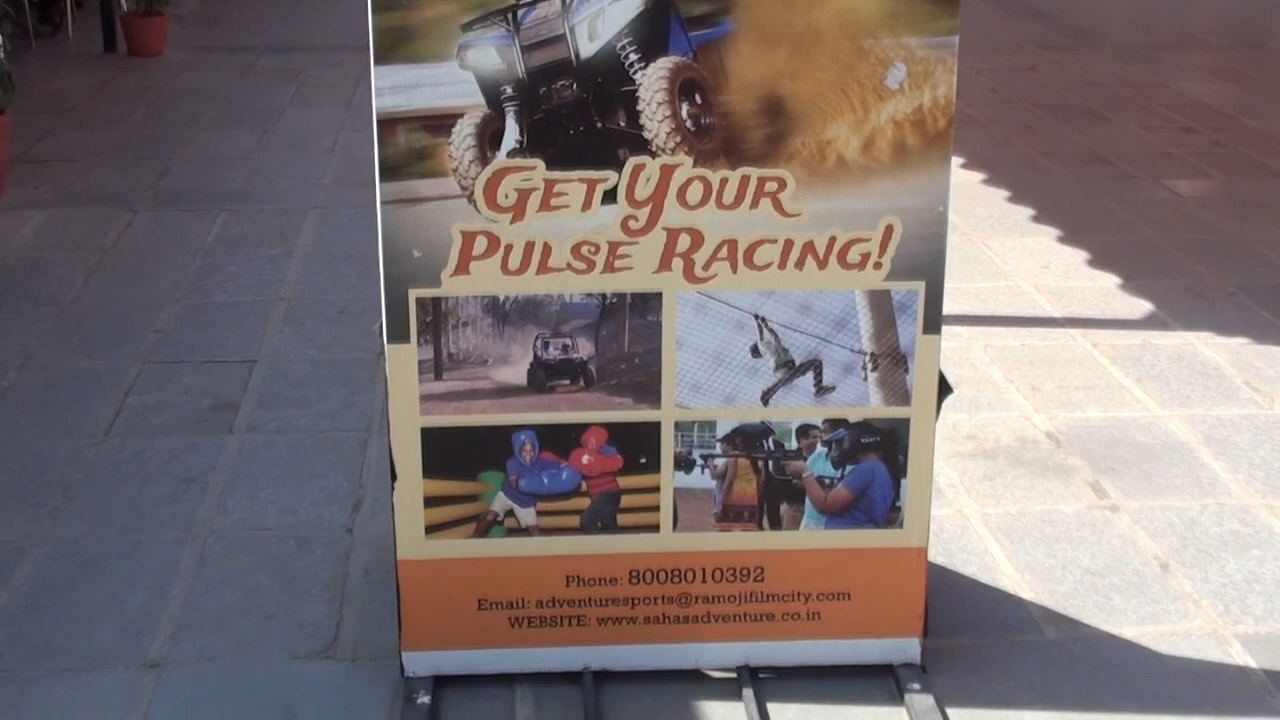 GET YOUR
PULSE RACING!
Phone: 8008010392
Email: adventuresports@ramojifilmcity.com
WEBSITE: www.sahasadventure.co.in